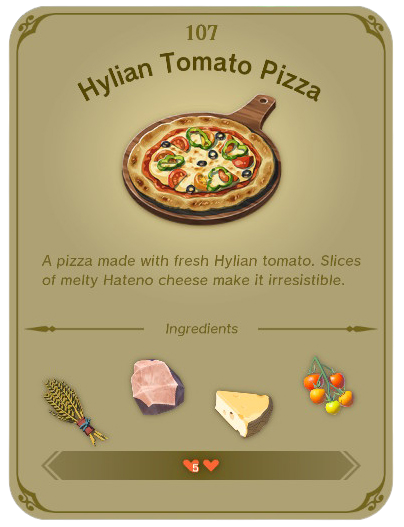 107
Hylian Tomato Pizza
A pizza made with fresh Hylian tomato. Slices
of melty Hateno cheese make it irresistible.
Ingredients
5